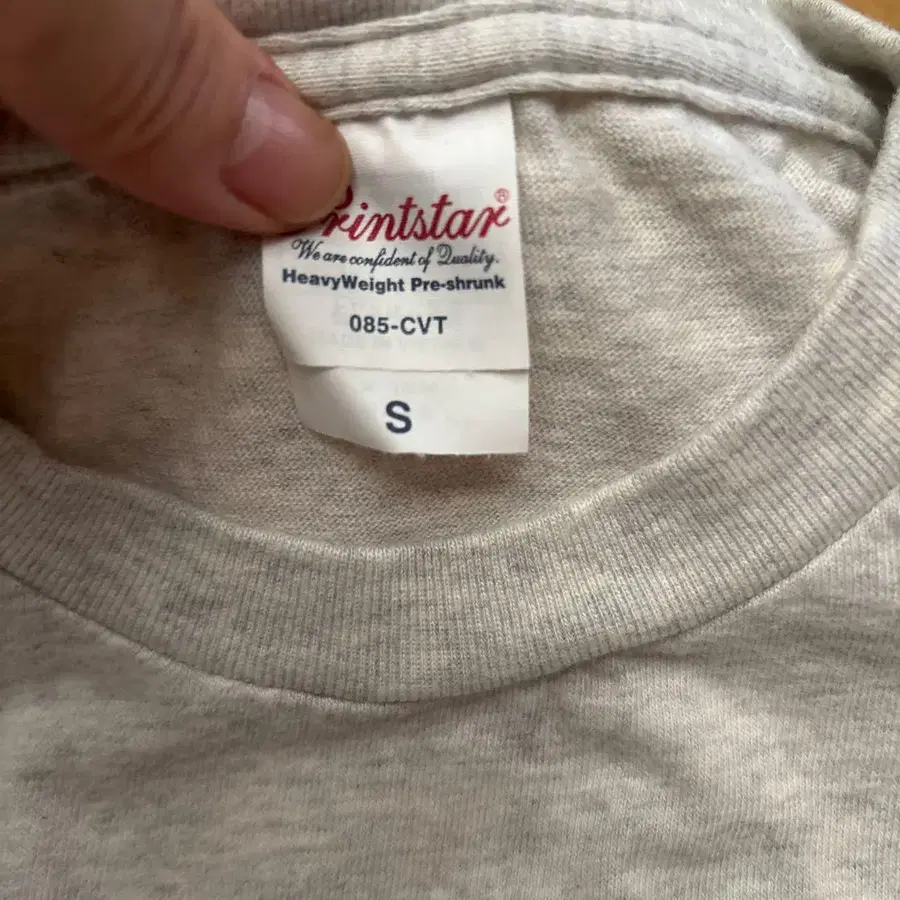 Printstar®
We are confident of Quality.
HeavyWeight Pre-shrunk
085-CVT
S